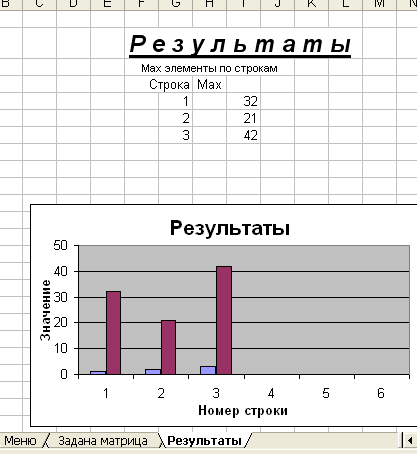 B C D E F G H I J K L M N
Результаты
Max элементы по строкам
Строка Max
1 32
2 21
3 42
Результаты
50
40
30
20
10
0
Значение
1 2 3 4 5 6
Номер строки
Меню Задана матрица Результаты